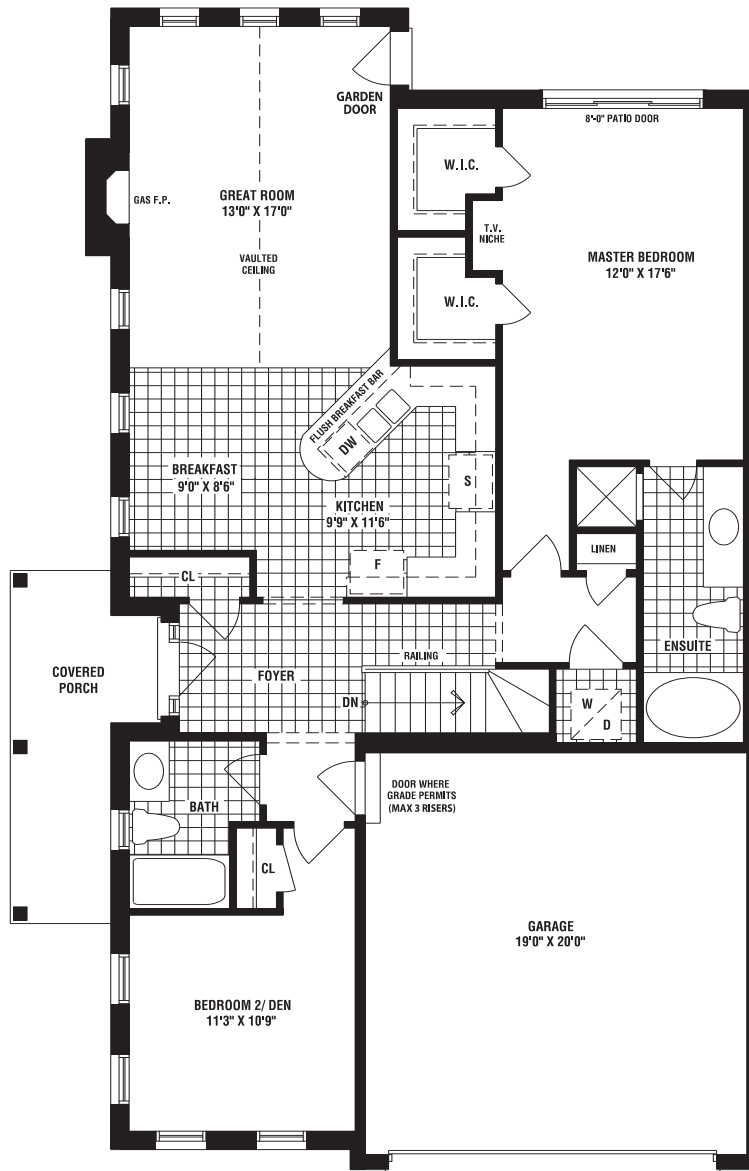 GARDEN
DOOR
8'-0" PATIO DOOR
W.I.C.
GAS F.P.
GREAT ROOM
13'0" X 17'0"
T.V.
NICHE
VAULTED
CEILING
MASTER BEDROOM
12'0" X 17'6"
W.I.C.
FLUSH BREAKFAST BAR
DW
BREAKFAST
9'0" X 8'6"
S
KITCHEN
9'9" X 11'6"
F
LINEN
CL
COVERED
PORCH
FOYER
RAILING
ENSUITE
DN
W
D
BATH
DOOR WHERE
GRADE PERMITS
(MAX 3 RISERS)
CL
GARAGE
19'0" X 20'0"
BEDROOM 2/ DEN
11'3" X 10'9"